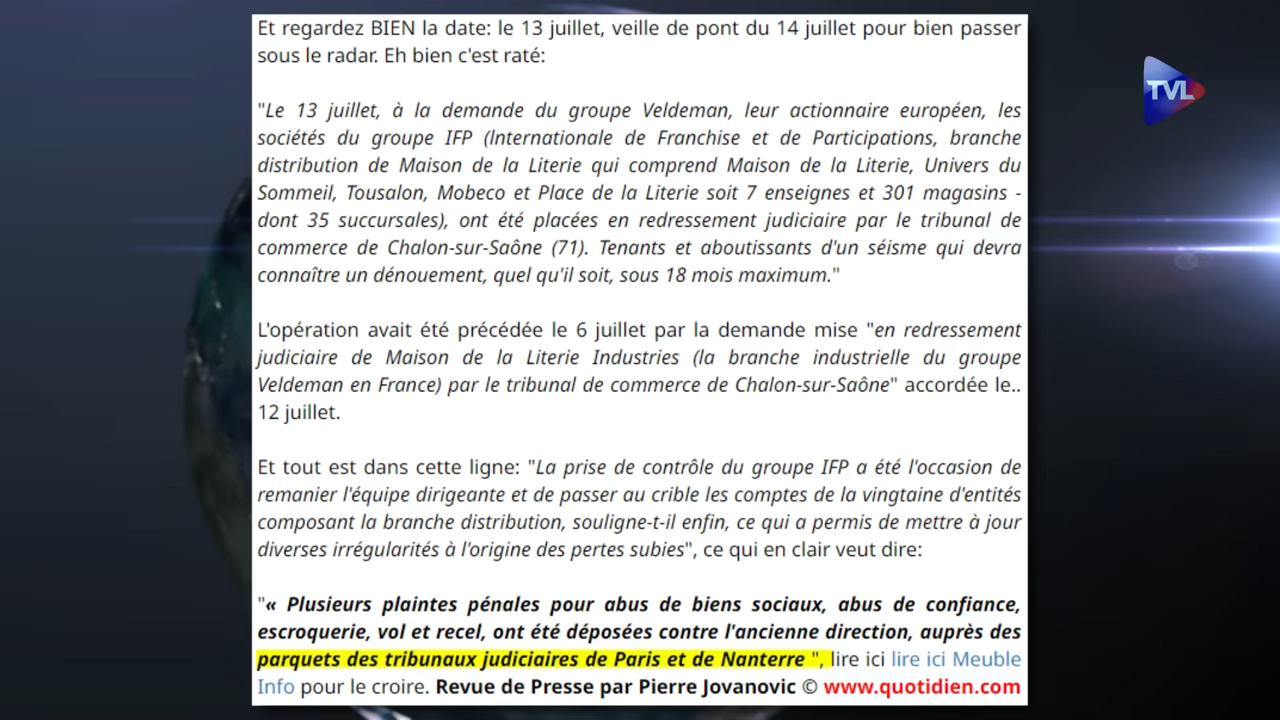 Et regardez BIEN la date: le 13 juillet, veille de pont du 14 juillet pour bien passer
sous le radar. Eh bien c'est raté:
"Le 13 juillet, à la demande du groupe Veldeman, leur actionnaire européen, les
sociétés du groupe IFP (Internationale de Franchise et de Participations, branche
distribution de Maison de la Literie qui comprend Maison de la Literie, Univers du
Sommeil, Tousalon, Mobeco et Place de la Literie soit 7 enseignes et 301 magasins -
dont 35 succursales), ont été placées en redressement judiciaire par le tribunal de
commerce de Chalon-sur-Saône (71). Tenants et aboutissants d'un séisme qui devra
connaître un dénouement, quel qu'il soit, sous 18 mois maximum."
L'opération avait été précédée le 6 juillet par la demande mise "en redressement
judiciaire de Maison de la Literie Industries (la branche industrielle du groupe
Veldeman en France) par le tribunal de commerce de Chalon-sur-Saône" accordée le..
12 juillet.
Et tout est dans cette ligne: "La prise de contrôle du groupe IFP a été l'occasion de
remanier l'équipe dirigeante et de passer au crible les comptes de la vingtaine d'entités
composant la branche distribution, souligne-t-il enfin, ce qui a permis de mettre à jour
diverses irrégularités à l'origine des pertes subies", ce qui en clair veut dire:
"« Plusieurs plaintes pénales pour abus de biens sociaux, abus de confiance,
escroquerie, vol et recel, ont été déposées contre l'ancienne direction, auprès des
parquets des tribunaux judiciaires de Paris et de Nanterre ", lire ici lire ici Meuble
Info pour le croire. Revue de Presse par Pierre Jovanovic © www.quotidien.com
TVL